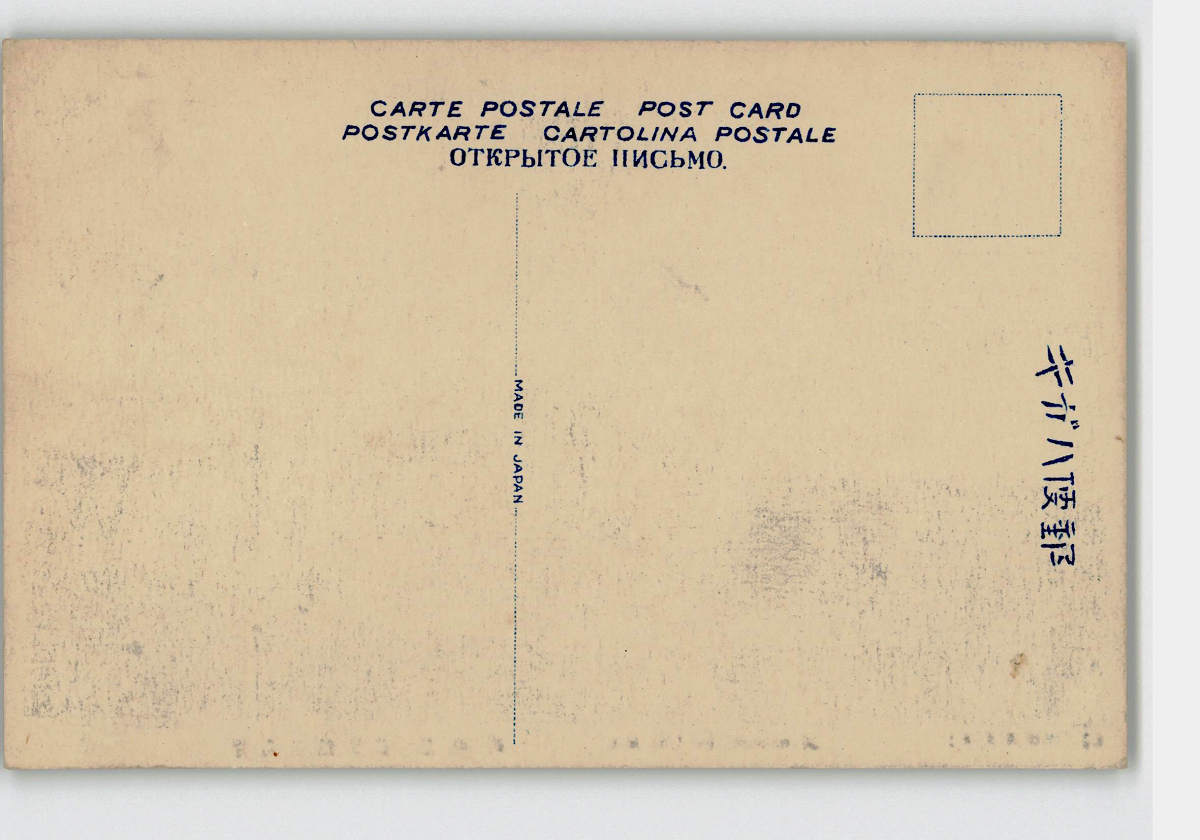 CARTE POSTALE POST CARD
POSTKARTE CARTOLINA POSTALE
ОТКРЫТОЕ ПИСЬМО.
MADE IN JAPAN
キガハ便郵